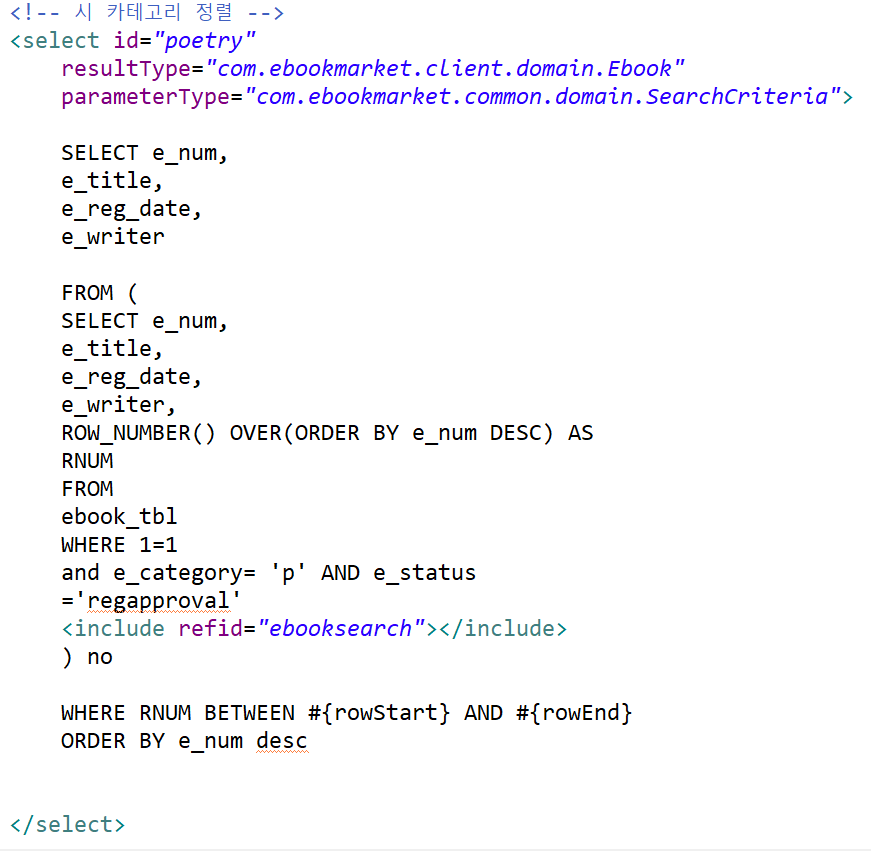 <!-- 시 카테고리 정렬 -->
<select id="poetry"
resultType="com.ebookmarket.client.domain.Ebook"
parameterType="com.ebookmarket.common.domain.SearchCriteria">
SELECT e_num,
e_title,
e_reg_date,
e_writer
FROM (
SELECT e_num,
e_title,
e_reg_date,
e_writer,
ROW_NUMBER() OVER(ORDER BY e_num DESC) AS
RNUM
FROM
ebook_tbl
WHERE 1=1
and e_category= 'p' AND e_status
='regapproval'
<include refid="ebooksearch"></include>
) no
WHERE RNUM BETWEEN #{rowStart} AND #{rowEnd}
ORDER BY e_num desc
</select>